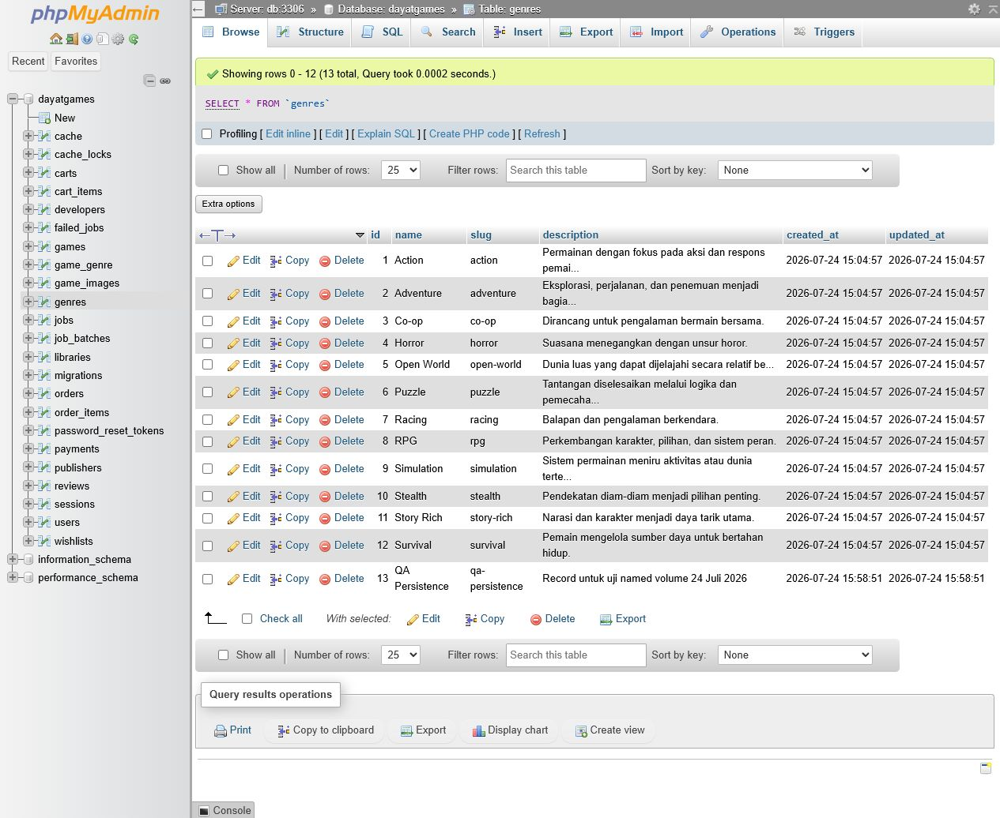 phpMyAdmin
Recent Favorites
dayatgames
New
cache
cache_locks
carts
cart_items
developers
failed_jobs
games
game_genre
game_images
genres
jobs
job_batches
libraries
migrations
orders
order_items
password_reset_tokens
payments
publishers
reviews
sessions
users
wishlists
information_schema
performance_schema
Server: db:3306 » Database: dayatgames » Table: genres
Browse Structure SQL Search Insert Export Import Operations Triggers
Showing rows 0 - 12 (13 total, Query took 0.0002 seconds.)
SELECT * FROM `genres`
Profiling [ Edit inline ] [ Edit ] [ Explain SQL ] [ Create PHP code ] [ Refresh ]
Show all Number of rows: 25 Filter rows: Search this table Sort by key: None
Extra options
←T→ id name slug description created_at updated_at
Edit Copy Delete 1 Action action Permainan dengan fokus pada aksi dan respons pemai... 2026-07-24 15:04:57 2026-07-24 15:04:57
Edit Copy Delete 2 Adventure adventure Eksplorasi, perjalanan, dan penemuan menjadi bagia... 2026-07-24 15:04:57 2026-07-24 15:04:57
Edit Copy Delete 3 Co-op co-op Dirancang untuk pengalaman bermain bersama. 2026-07-24 15:04:57 2026-07-24 15:04:57
Edit Copy Delete 4 Horror horror Suasana menegangkan dengan unsur horor. 2026-07-24 15:04:57 2026-07-24 15:04:57
Edit Copy Delete 5 Open World open-world Dunia luas yang dapat dijelajahi secara relatif be... 2026-07-24 15:04:57 2026-07-24 15:04:57
Edit Copy Delete 6 Puzzle puzzle Tantangan diselesaikan melalui logika dan pemecaha... 2026-07-24 15:04:57 2026-07-24 15:04:57
Edit Copy Delete 7 Racing racing Balapan dan pengalaman berkendara. 2026-07-24 15:04:57 2026-07-24 15:04:57
Edit Copy Delete 8 RPG rpg Perkembangan karakter, pilihan, dan sistem peran. 2026-07-24 15:04:57 2026-07-24 15:04:57
Edit Copy Delete 9 Simulation simulation Sistem permainan meniru aktivitas atau dunia terte... 2026-07-24 15:04:57 2026-07-24 15:04:57
Edit Copy Delete 10 Stealth stealth Pendekatan diam-diam menjadi pilihan penting. 2026-07-24 15:04:57 2026-07-24 15:04:57
Edit Copy Delete 11 Story Rich story-rich Narasi dan karakter menjadi daya tarik utama. 2026-07-24 15:04:57 2026-07-24 15:04:57
Edit Copy Delete 12 Survival survival Pemain mengelola sumber daya untuk bertahan hidup. 2026-07-24 15:04:57 2026-07-24 15:04:57
Edit Copy Delete 13 QA Persistence qa-persistence Record untuk uji named volume 24 Juli 2026 2026-07-24 15:58:51 2026-07-24 15:58:51
Check all With selected: Edit Copy Delete Export
Show all Number of rows: 25 Filter rows: Search this table Sort by key: None
Query results operations
Print Copy to clipboard Export Display chart Create view
Console